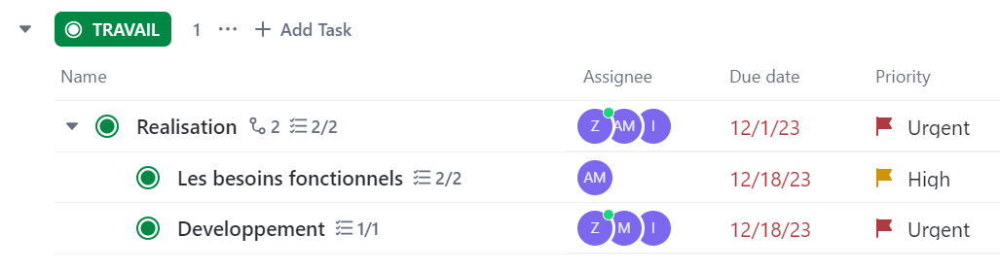 TRAVAIL 1 ... + Add Task
Name Assignee Due date Priority
Realisation 2 2/2 Z AM I 12/1/23 Urgent
Les besoins fonctionnels 2/2 AM 12/18/23 High
Developpement 1/1 Z M I 12/18/23 Urgent